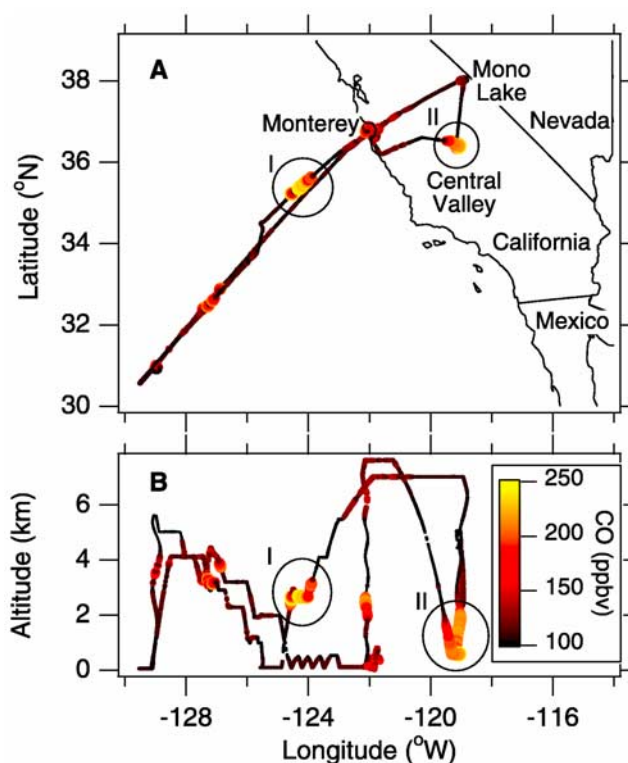 A
38
36
34
32
30
Latitude (°N)
Mono
Lake
II
Nevada
Monterey
I
Central
Valley
California
Mexico
B
6
4
2
0
Altitude (km)
I
II
250
200
150
100
CO (ppbv)
-128
-124
-120
-116
Longitude (°W)